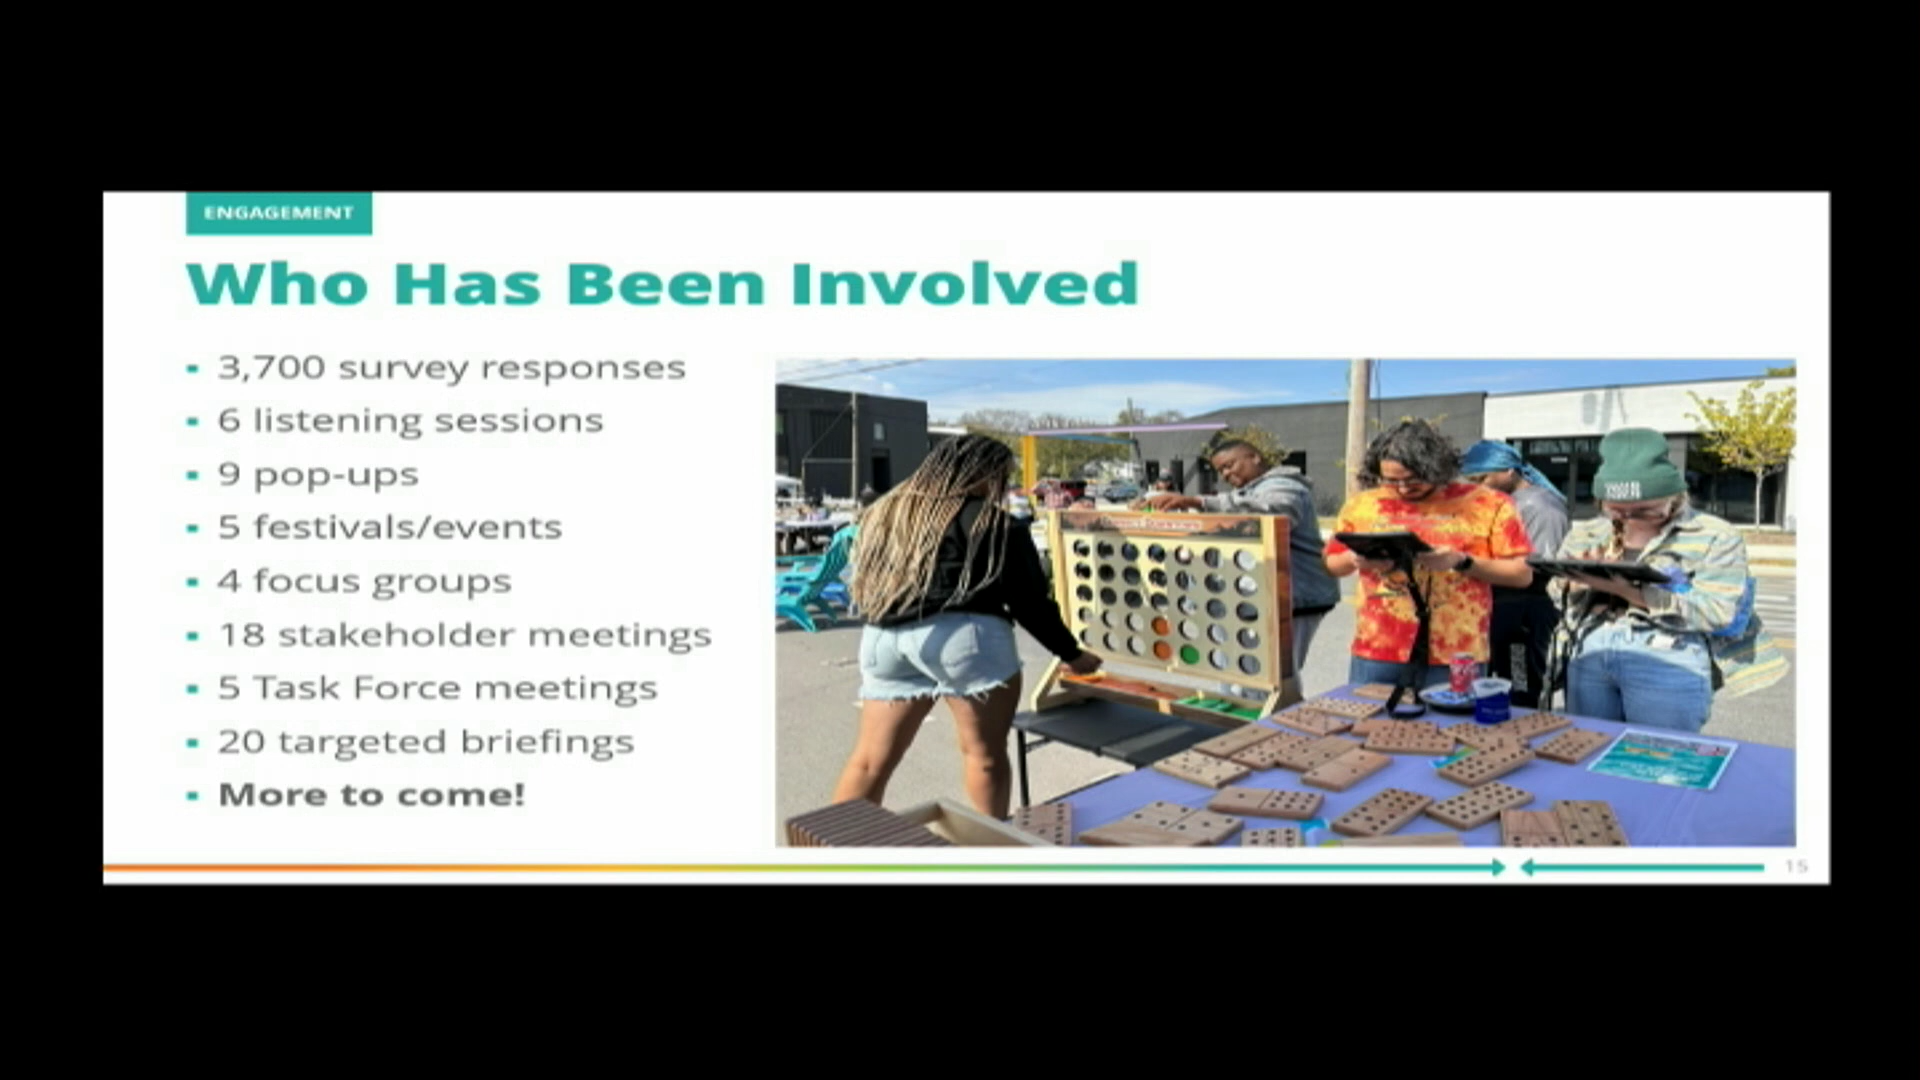 ENGAGEMENT
Who Has Been Involved
3,700 survey responses
6 listening sessions
9 pop-ups
5 festivals/events
4 focus groups
18 stakeholder meetings
5 Task Force meetings
20 targeted briefings
More to come!
15